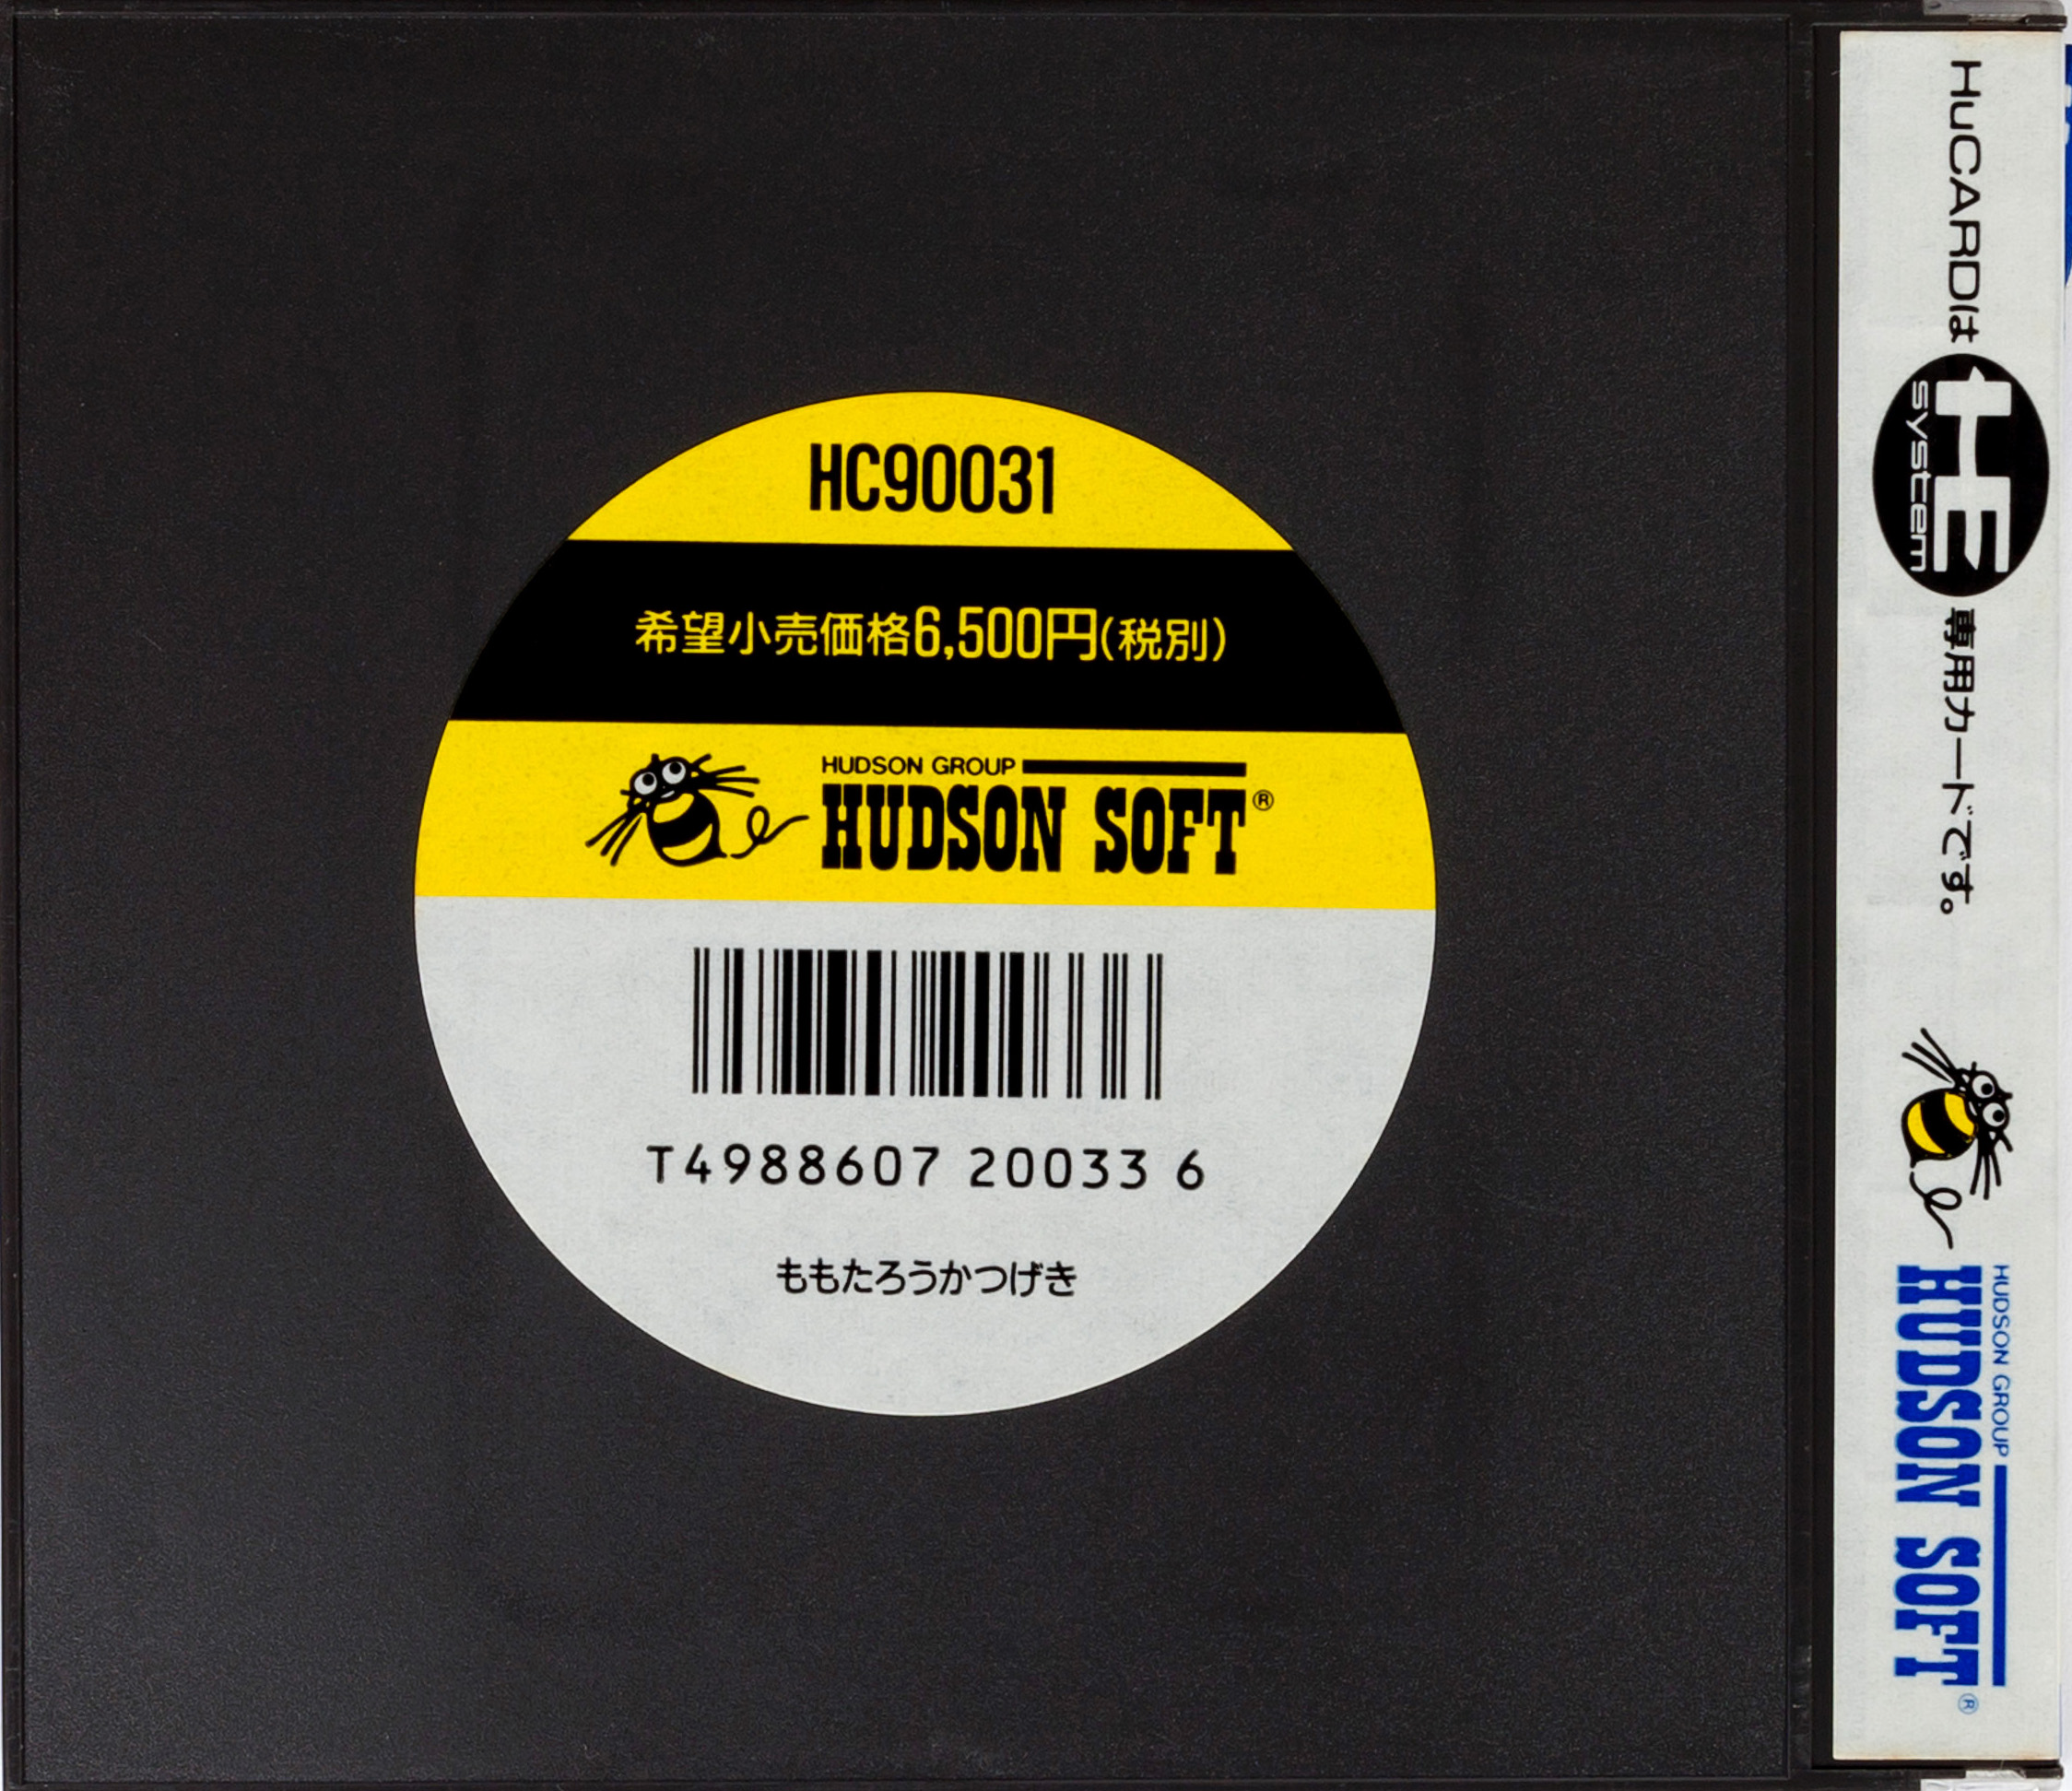 HC90031
希望小売価格6,500円(税別)
HUDSON GROUP
HUDSON SOFT®
T4988607 20033 6
ももたろうかつげき
HuCARDは
HE
system
専用カードです。
HUDSON GROUP
HUDSON SOFT®